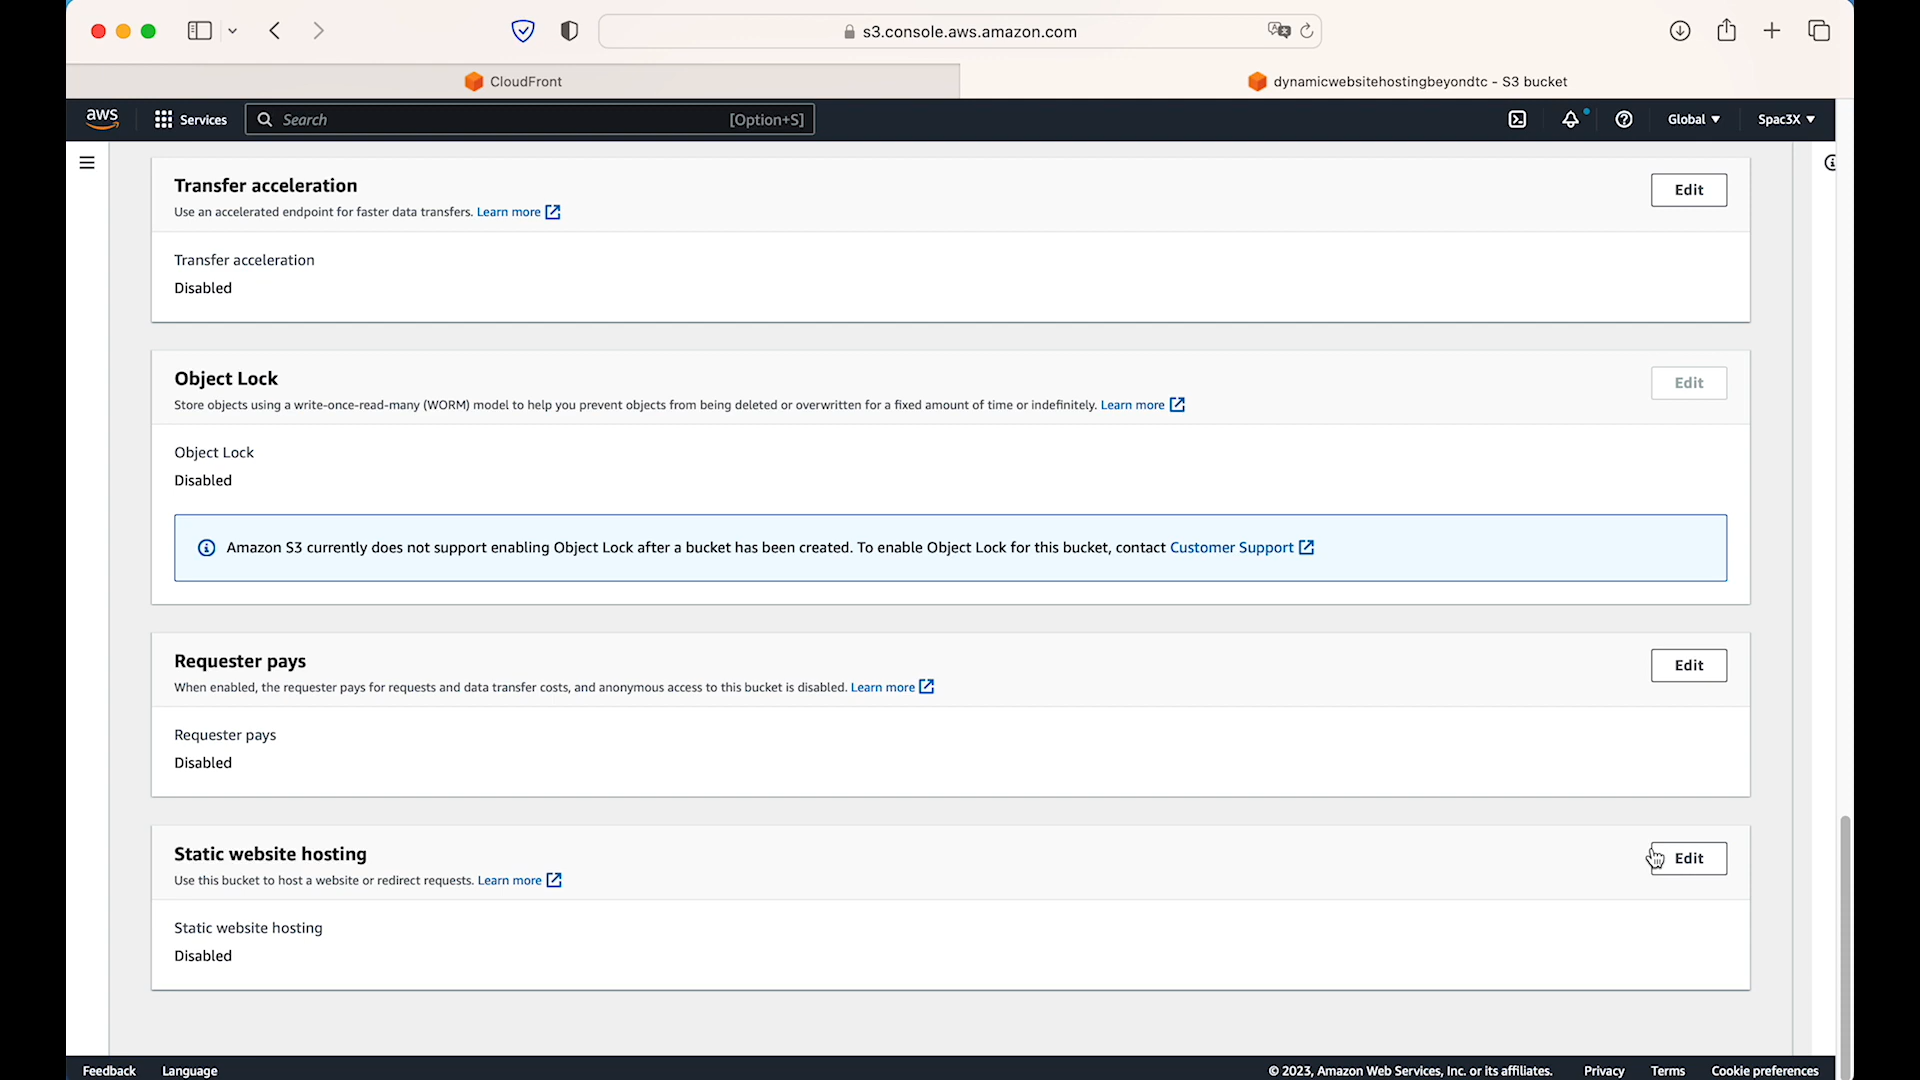 s3.console.aws.amazon.com
CloudFront
dynamicwebsitehostingbeyondtc - S3 bucket
aws
Services
Search
[Option+S]
Global
Spac3X
Transfer acceleration
Edit
Use an accelerated endpoint for faster data transfers. Learn more
Transfer acceleration
Disabled
Object Lock
Edit
Store objects using a write-once-read-many (WORM) model to help you prevent objects from being deleted or overwritten for a fixed amount of time or indefinitely. Learn more
Object Lock
Disabled
Amazon S3 currently does not support enabling Object Lock after a bucket has been created. To enable Object Lock for this bucket, contact Customer Support
Requester pays
Edit
When enabled, the requester pays for requests and data transfer costs, and anonymous access to this bucket is disabled. Learn more
Requester pays
Disabled
Static website hosting
Edit
Use this bucket to host a website or redirect requests. Learn more
Static website hosting
Disabled
Feedback
Language
© 2023, Amazon Web Services, Inc. or its affiliates.
Privacy
Terms
Cookie preferences